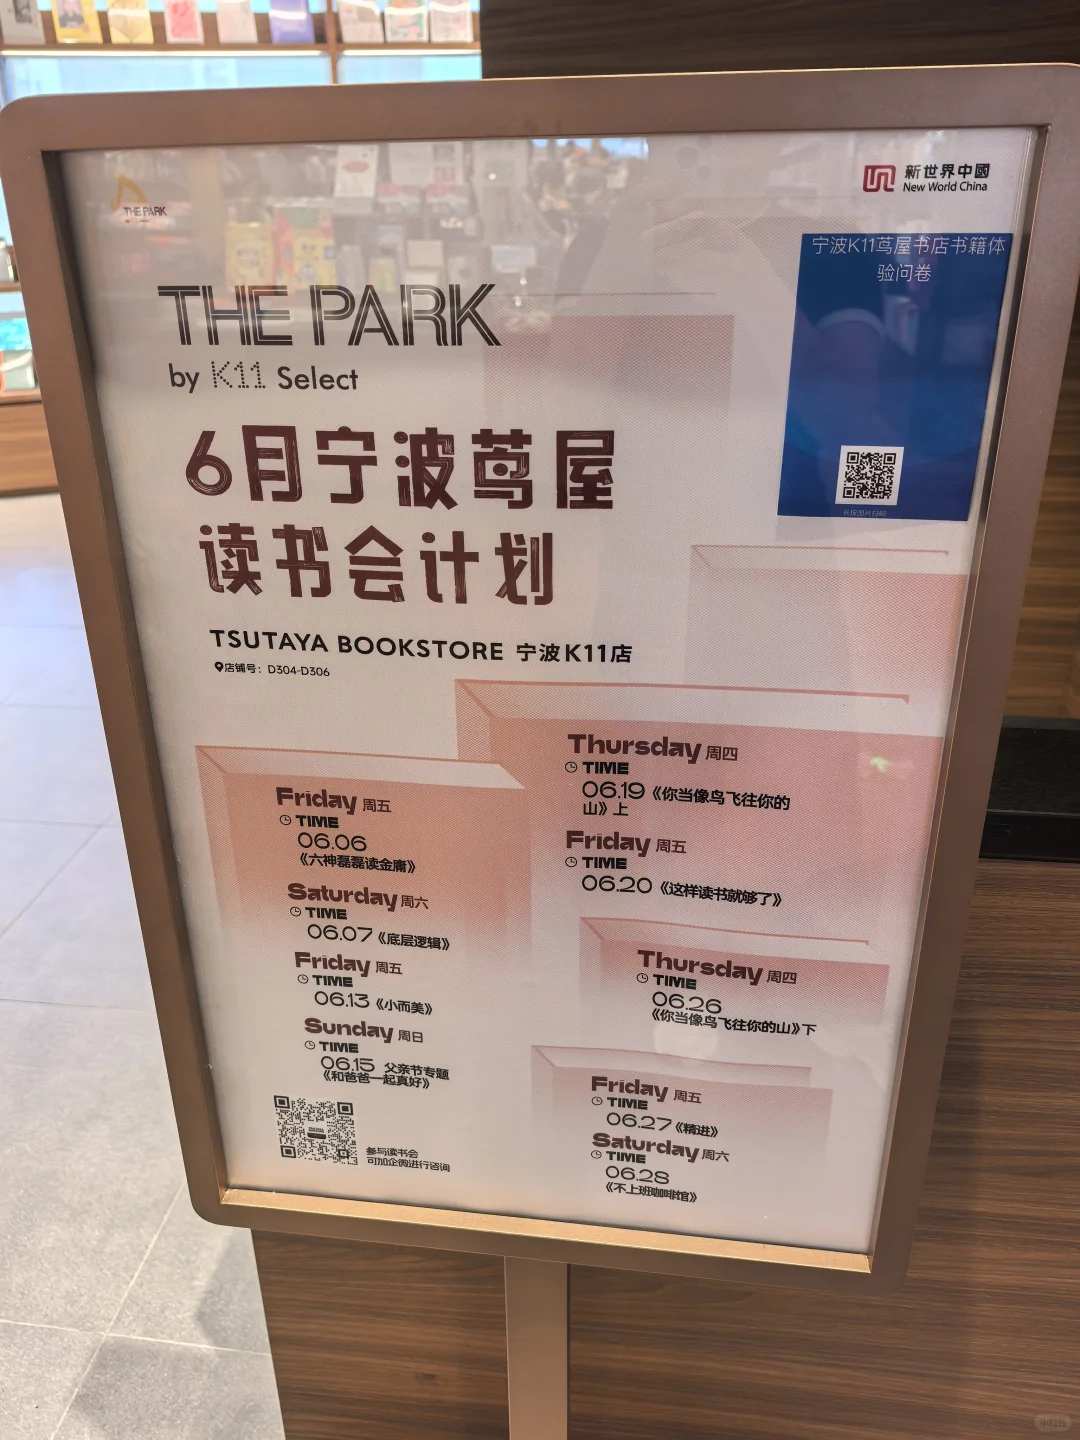 THE PARK
新世界中國
New World China
宁波K11茑屋书店书籍体
验问卷
长按图片扫码
THE PARK
by K11 Select
6月宁波茑屋
读书会计划
TSUTAYA BOOKSTORE 宁波K11店
店铺号：D304-D306
Friday 周五
TIME
06.06
《六神磊磊读金庸》
Saturday 周六
TIME
06.07《底层逻辑》
Friday 周五
TIME
06.13《小而美》
Sunday 周日
TIME
06.15 父亲节专题
《和爸爸一起真好》
参与读书会
可加企微进行咨询
Thursday 周四
TIME
06.19《你当像鸟飞往你的
山》上
Friday 周五
TIME
06.20《这样读书就够了》
Thursday 周四
TIME
06.26
《你当像鸟飞往你的山》下
Friday 周五
TIME
06.27《精进》
Saturday 周六
TIME
06.28
《不上班咖啡馆》
小红书